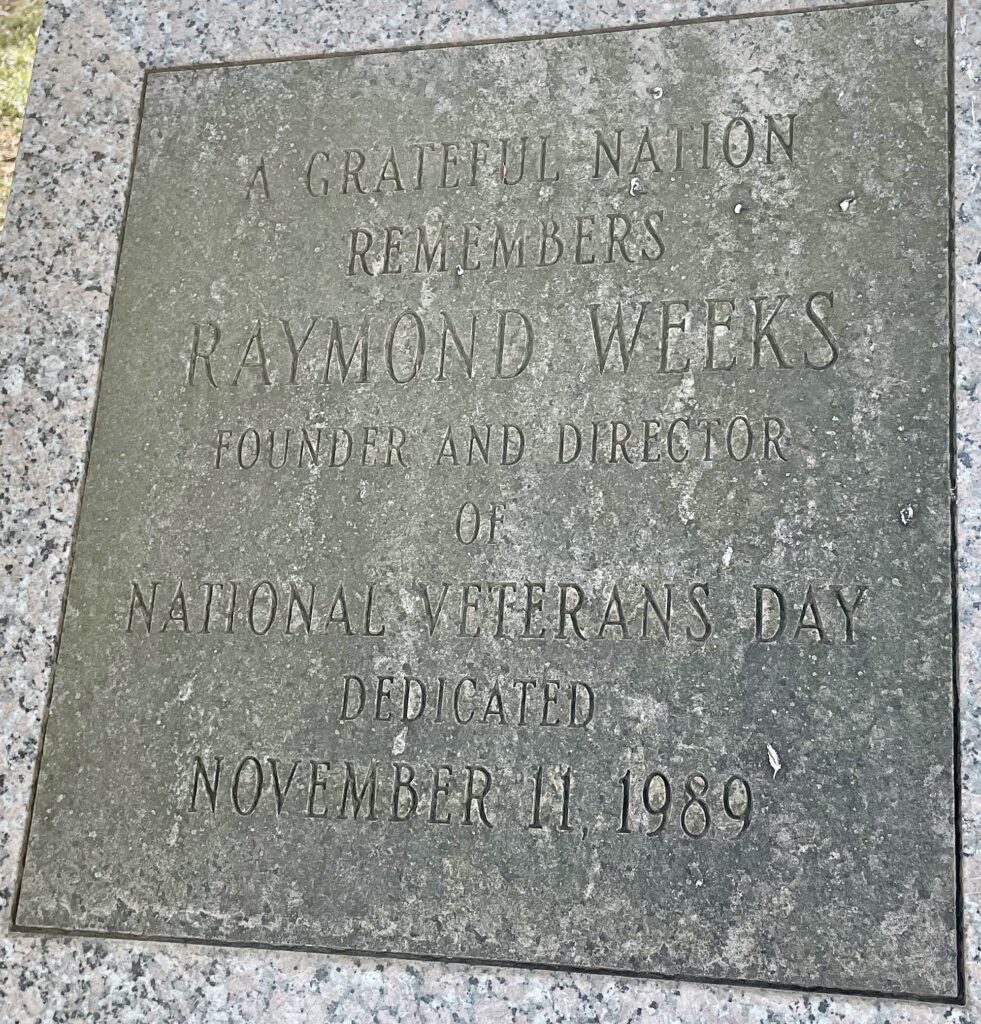 A GRATEFUL NATION
REMEMBERS
RAYMOND WEEKS
FOUNDER AND DIRECTOR
OF
NATIONAL VETERANS DAY
DEDICATED
NOVEMBER 11, 1989